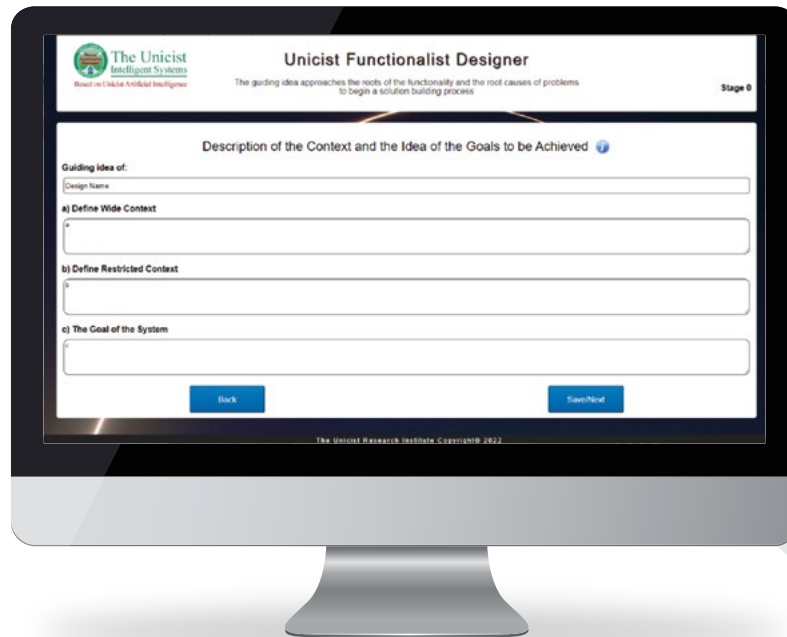 The Unicist
Intelligent Systems
Based on Unicist Artificial Intelligence
Unicist Functionalist Designer
The guiding idea approaches the roots of the functionality and the root causes of problems
to begin a solution building process
Stage 0
Description of the Context and the Idea of the Goals to be Achieved
Guiding idea of:
Design Name
a) Define Wide Context
a
b) Define Restricted Context
b
c) The Goal of the System
c
Back
Save/Next
The Unicist Research Institute Copyright© 2022